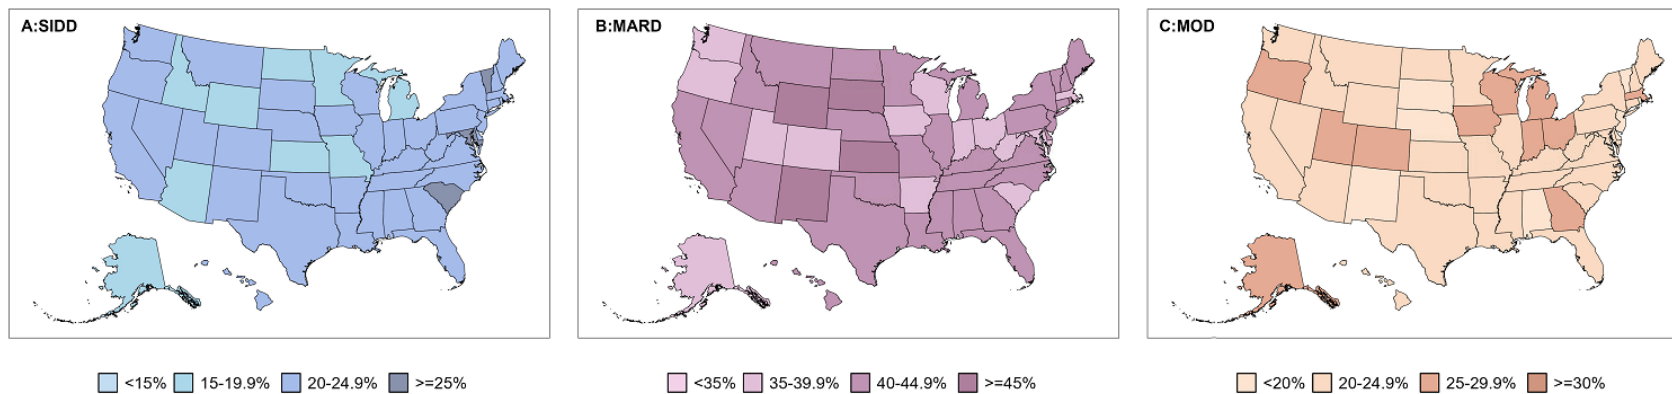 A:SIDD
B:MARD
C:MOD
<15% 15-19.9% 20-24.9% >=25%
<35% 35-39.9% 40-44.9% >=45%
<20% 20-24.9% 25-29.9% >=30%